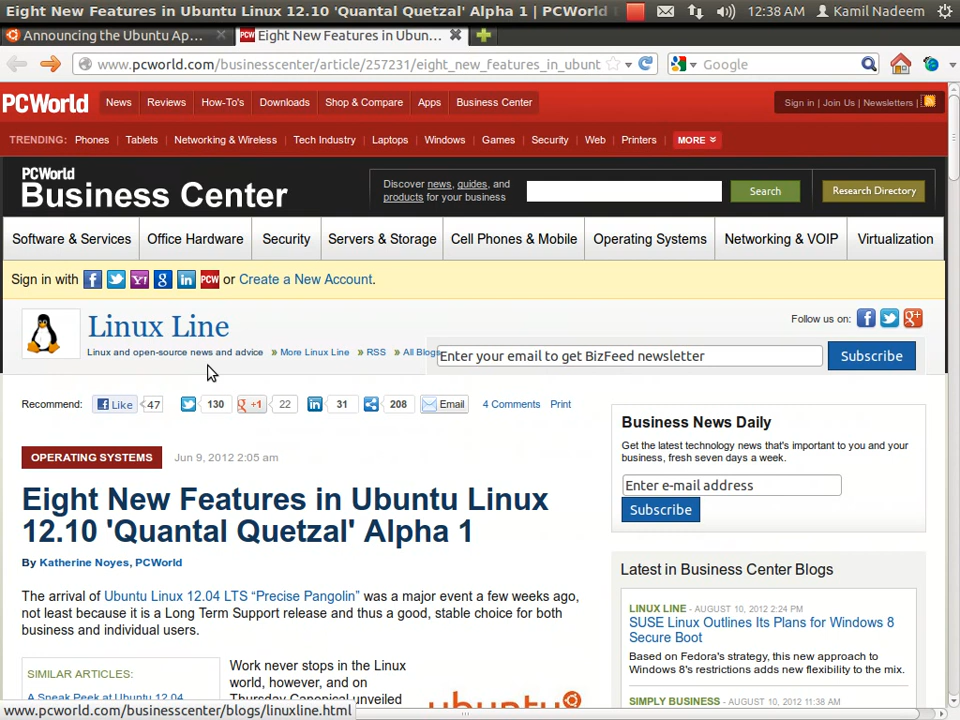 Eight New Features in Ubuntu Linux 12.10 'Quantal Quetzal' Alpha 1 | PCWorld
12:38 AM
Kamil Nadeem
Announcing the Ubuntu Ap...
PCW
Eight New Features in Ubun...
www.pcworld.com/businesscenter/article/257231/eight_new_features_in_ubunt
Google
PCWorld
News
Reviews
How-To's
Downloads
Shop & Compare
Apps
Business Center
Sign in | Join Us | Newsletters |
TRENDING: Phones | Tablets | Networking & Wireless | Tech Industry | Laptops | Windows | Games | Security | Web | Printers | MORE
PCWorld
Business Center
Discover news, guides, and
products for your business
Search
Research Directory
Software & Services
Office Hardware
Security
Servers & Storage
Cell Phones & Mobile
Operating Systems
Networking & VOIP
Virtualization
Sign in with f Y! g in PCW or Create a New Account.
Linux Line
Linux and open-source news and advice » More Linux Line » RSS » All Blogs
Follow us on: f g+
Enter your email to get BizFeed newsletter
Subscribe
Recommend: f Like 47 130 g +1 22 in 31 208 Email 4 Comments Print
OPERATING SYSTEMS Jun 9, 2012 2:05 am
Eight New Features in Ubuntu Linux
12.10 'Quantal Quetzal' Alpha 1
By Katherine Noyes, PCWorld
The arrival of Ubuntu Linux 12.04 LTS “Precise Pangolin” was a major event a few weeks ago,
not least because it is a Long Term Support release and thus a good, stable choice for both
business and individual users.
SIMILAR ARTICLES:
A Sneak Peek at Ubuntu 12.04
Work never stops in the Linux
world, however, and on
Thursday Canonical unveiled
ubuntu
Business News Daily
Get the latest technology news that's important to you and your
business, fresh seven days a week.
Enter e-mail address
Subscribe
Latest in Business Center Blogs
LINUX LINE - AUGUST 10, 2012 2:24 PM
SUSE Linux Outlines Its Plans for Windows 8
Secure Boot
Based on Fedora's strategy, this new approach to
Windows 8's restrictions adds new flexibility to the mix.
SIMPLY BUSINESS - AUGUST 10, 2012 11:38 AM
www.pcworld.com/businesscenter/blogs/linuxline.html